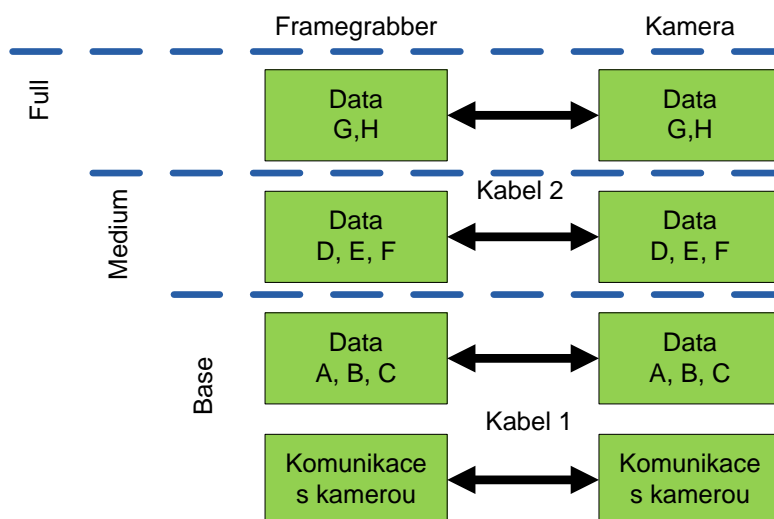 Framegrabber
Kamera
Full
Data
G,H
Data
G,H
Kabel 2
Medium
Data
D, E, F
Data
D, E, F
Base
Data
A, B, C
Data
A, B, C
Kabel 1
Komunikace
s kamerou
Komunikace
s kamerou